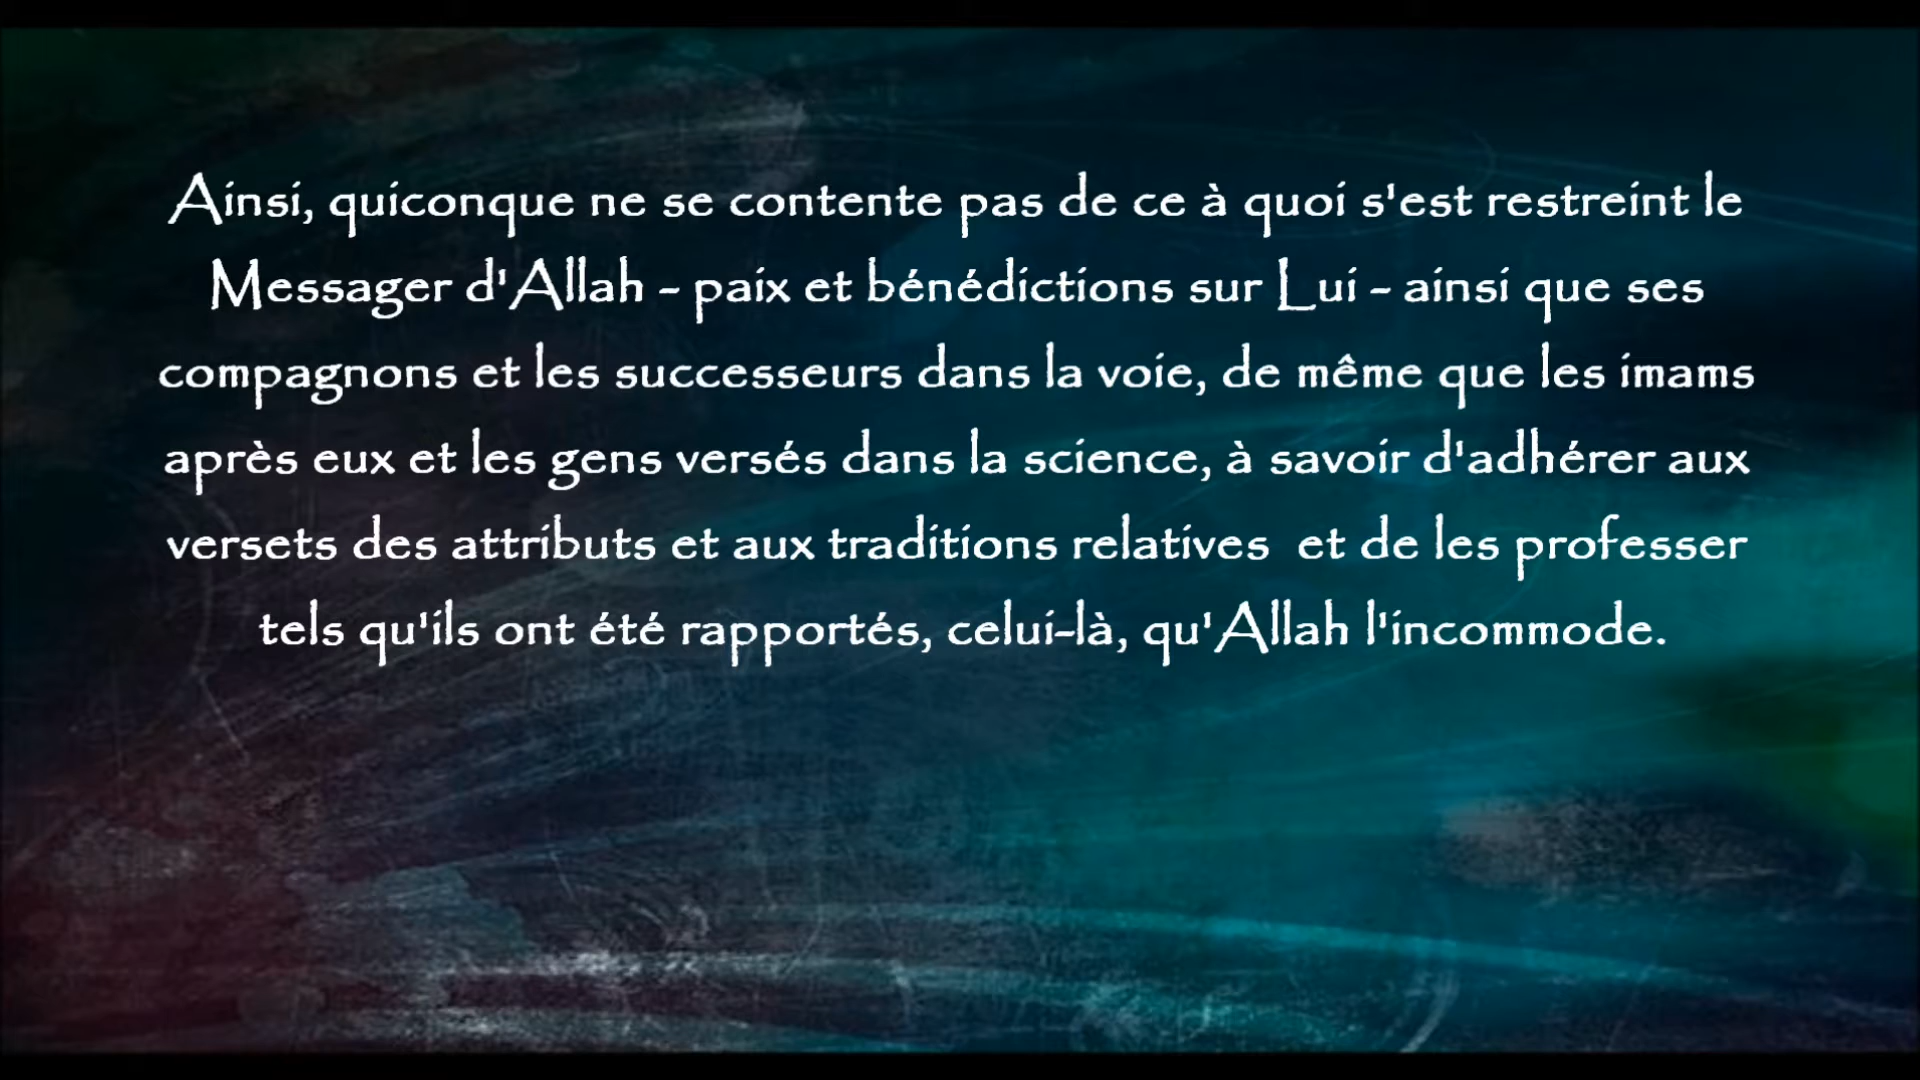 Ainsi, quiconque ne se contente pas de ce à quoi s'est restreint le
Messager d'Allah - paix et bénédictions sur Lui - ainsi que ses
compagnons et les successeurs dans la voie, de même que les imams
après eux et les gens versés dans la science, à savoir d'adhérer aux
versets des attributs et aux traditions relatives  et de les professer
tels qu'ils ont été rapportés, celui-là, qu'Allah l'incommode.